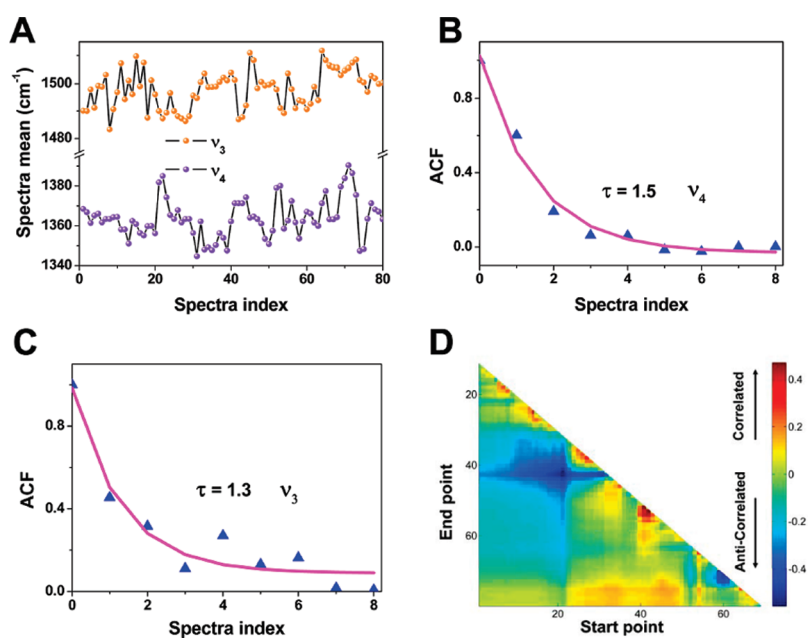 A
Spectra mean (cm⁻¹)
1500
1480
1380
1360
1340
ν₃
ν₄
0
20
40
60
80
Spectra index
B
ACF
0.8
0.4
0.0
τ = 1.5 ν₄
0
2
4
6
8
Spectra index
C
ACF
0.8
0.4
0.0
τ = 1.3 ν₃
0
2
4
6
8
Spectra index
D
End point
20
40
60
20
40
60
Start point
Correlated
Anti-Correlated
0.4
0.2
0
-0.2
-0.4